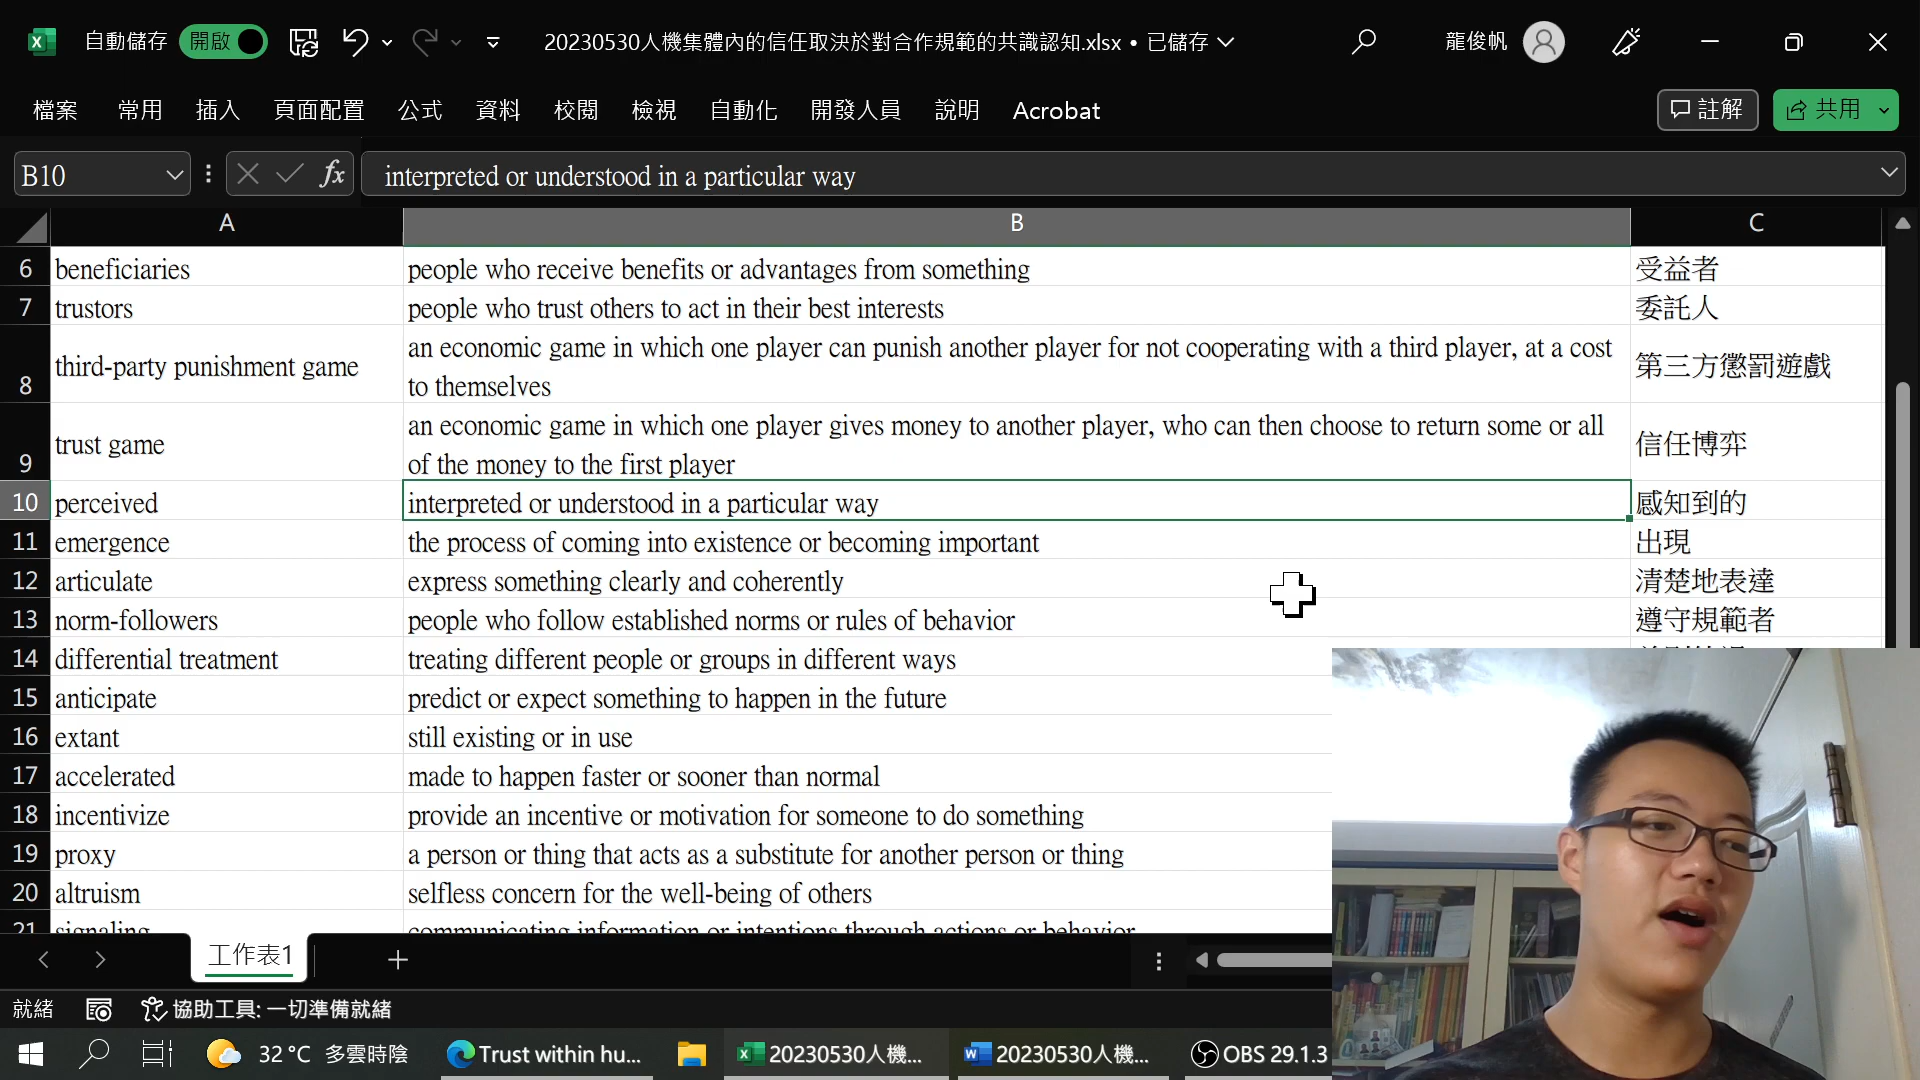 自動儲存 開啟 20230530人機集體內的信任取決於對合作規範的共識認知.xlsx • 已儲存 龍俊帆
檔案 常用 插入 頁面配置 公式 資料 校閱 檢視 自動化 開發人員 說明 Acrobat 註解 共用
B10 fx interpreted or understood in a particular way
A B C
6 beneficiaries people who receive benefits or advantages from something 受益者
7 trustors people who trust others to act in their best interests 委託人
8 third-party punishment game an economic game in which one player can punish another player for not cooperating with a third player, at a cost
to themselves 第三方懲罰遊戲
9 trust game an economic game in which one player gives money to another player, who can then choose to return some or all
of the money to the first player 信任博弈
10 perceived interpreted or understood in a particular way 感知到的
11 emergence the process of coming into existence or becoming important 出現
12 articulate express something clearly and coherently 清楚地表達
13 norm-followers people who follow established norms or rules of behavior 遵守規範者
14 differential treatment treating different people or groups in different ways
15 anticipate predict or expect something to happen in the future
16 extant still existing or in use
17 accelerated made to happen faster or sooner than normal
18 incentivize provide an incentive or motivation for someone to do something
19 proxy a person or thing that acts as a substitute for another person or thing
20 altruism selfless concern for the well-being of others
21 signaling communicating information or intentions through actions or behavior
工作表1
就緒 協助工具: 一切準備就緒
32 °C 多雲時陰 Trust within hu... 20230530人機... 20230530人機... OBS 29.1.3